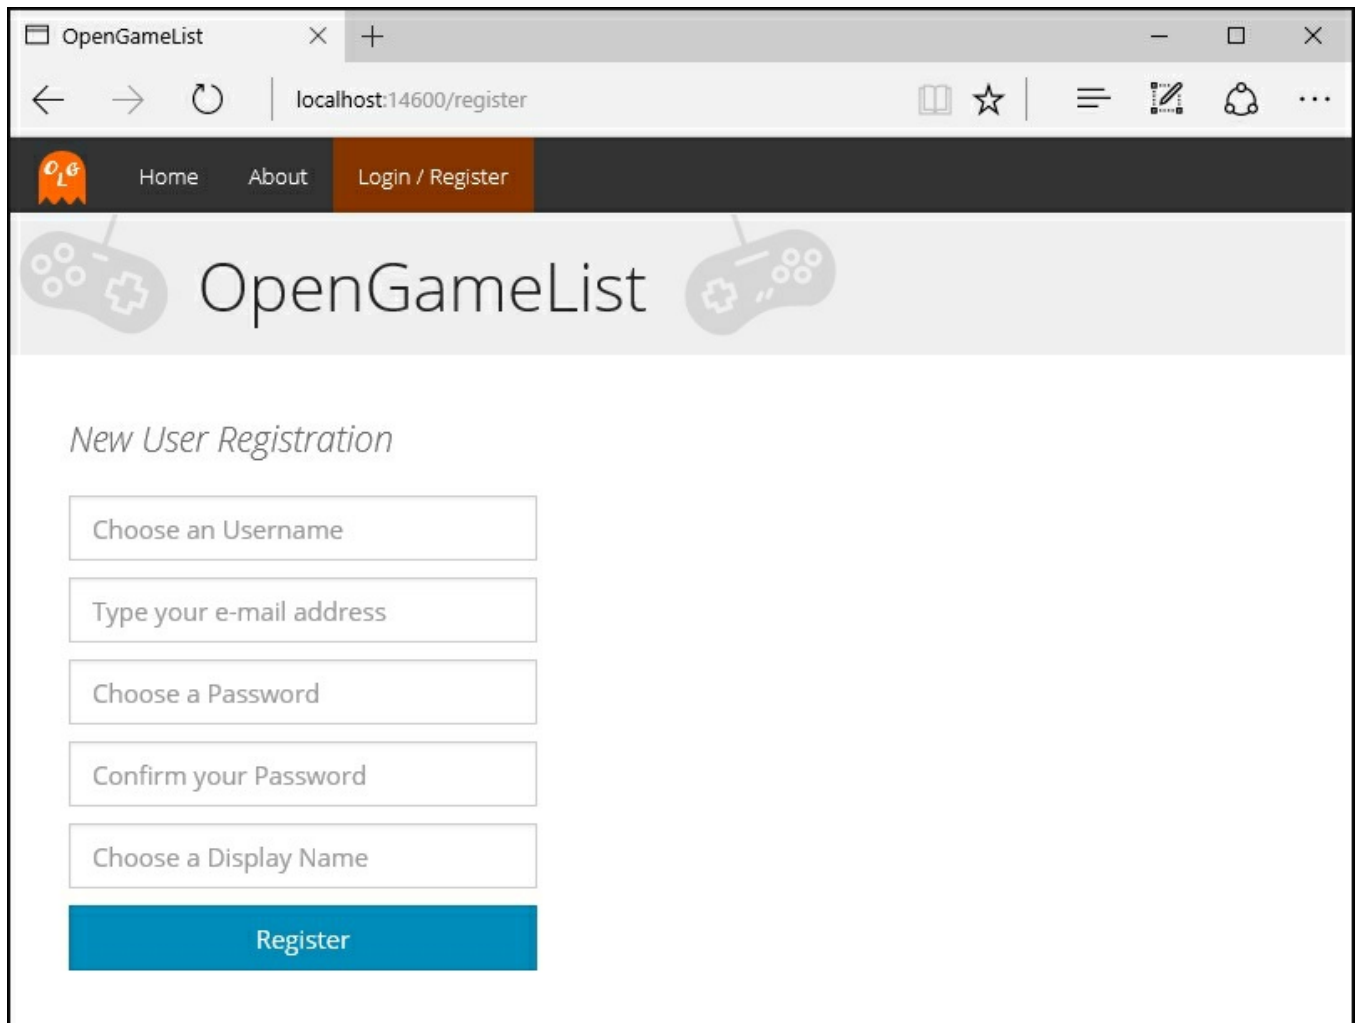 OpenGameList
localhost:14600/register
OLG Home About Login / Register
OpenGameList
New User Registration
Choose an Username
Type your e-mail address
Choose a Password
Confirm your Password
Choose a Display Name
Register